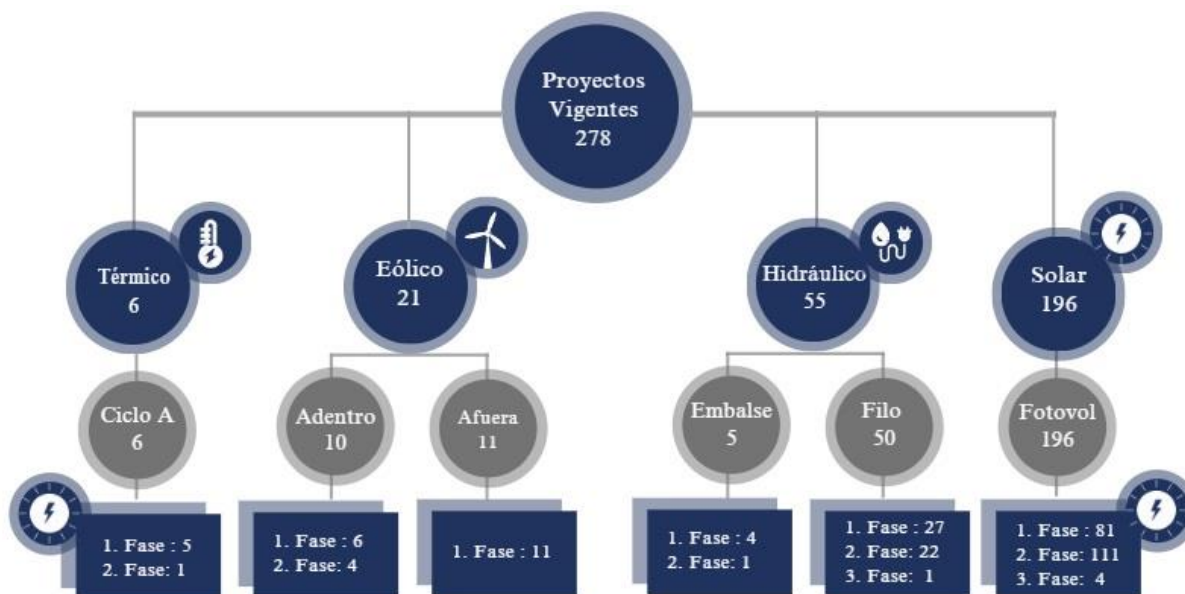 Proyectos
Vigentes
278
Térmico
6
Eólico
21
Hidráulico
55
Solar
196
Ciclo A
6
Adentro
10
Afuera
11
Embalse
5
Filo
50
Fotovol
196
1. Fase : 5
2. Fase: 1
1. Fase : 6
2. Fase: 4
1. Fase : 11
1. Fase : 4
2. Fase: 1
1. Fase : 27
2. Fase: 22
3. Fase: 1
1. Fase : 81
2. Fase: 111
3. Fase: 4